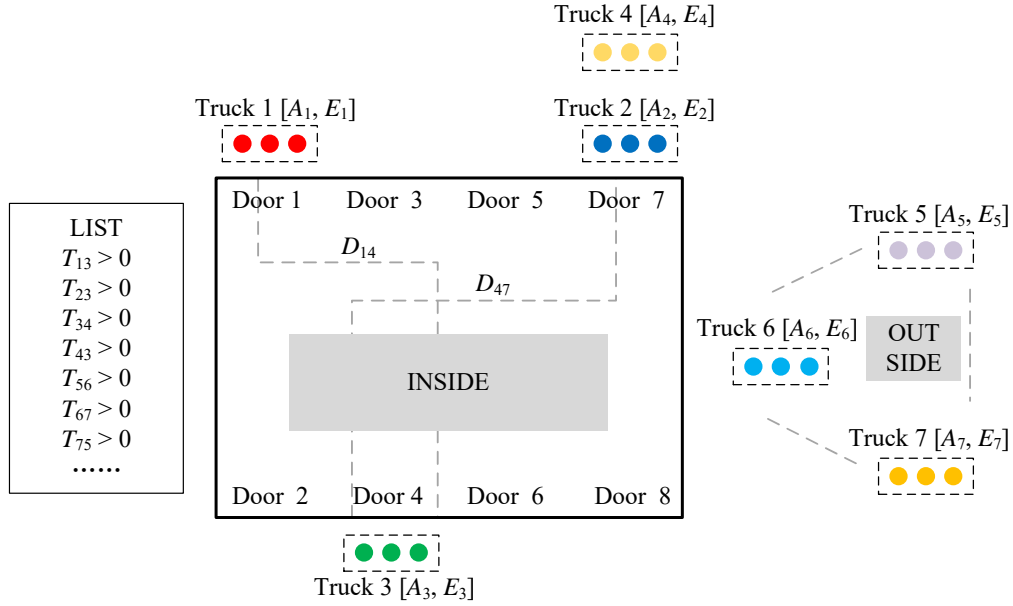 Truck 4 [A₄, E₄]
Truck 1 [A₁, E₁]
Truck 2 [A₂, E₂]
Door 1
Door 3
Door 5
Door 7
Truck 5 [A₅, E₅]
LIST
T₁₃ > 0
T₂₃ > 0
T₃₄ > 0
T₄₃ > 0
T₅₆ > 0
T₆₇ > 0
T₇₅ > 0
......
D₁₄
D₄₇
INSIDE
Truck 6 [A₆, E₆]
OUT
SIDE
Truck 7 [A₇, E₇]
Door 2
Door 4
Door 6
Door 8
Truck 3 [A₃, E₃]